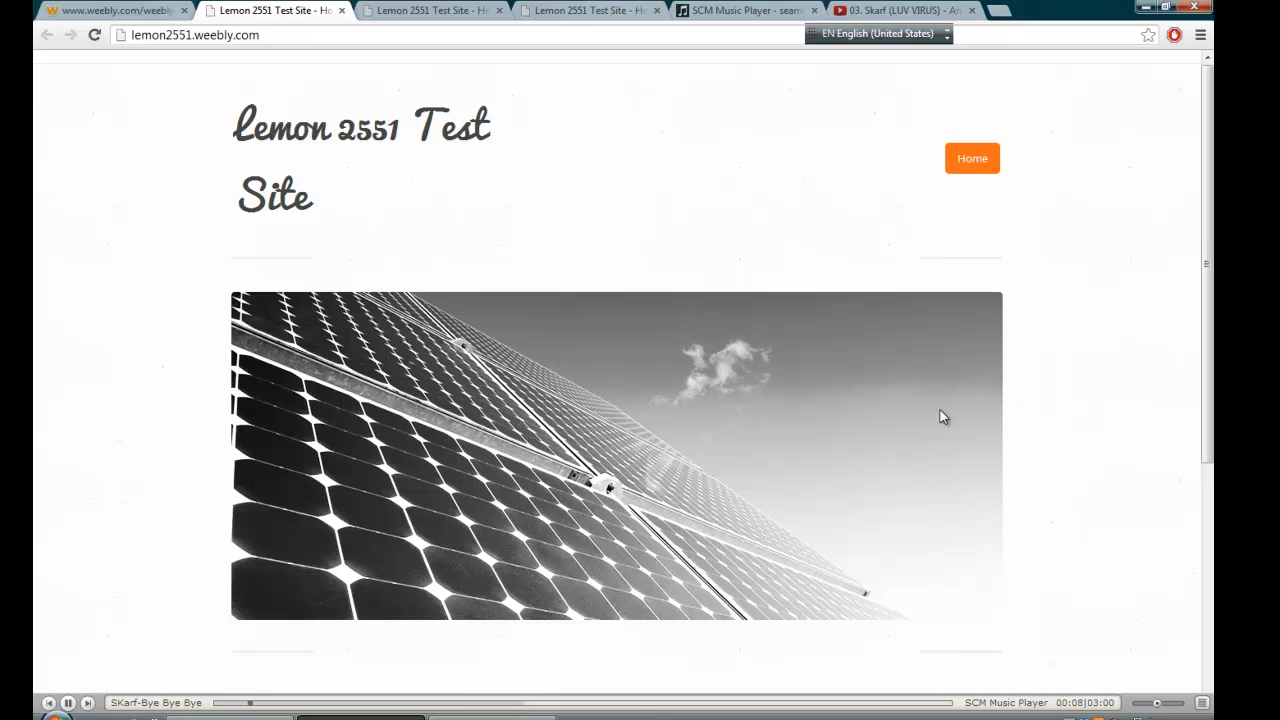 www.weebly.com/weebly
Lemon 2551 Test Site - Ho
Lemon 2551 Test Site - Ho
Lemon 2551 Test Site - Ho
SCM Music Player - seam
03. Skarf (LUV VIRUS) - An
lemon2551.weebly.com
EN English (United States)
Lemon 2551 Test
Site
Home
SKarf-Bye Bye Bye
SCM Music Player 00:08|03:00